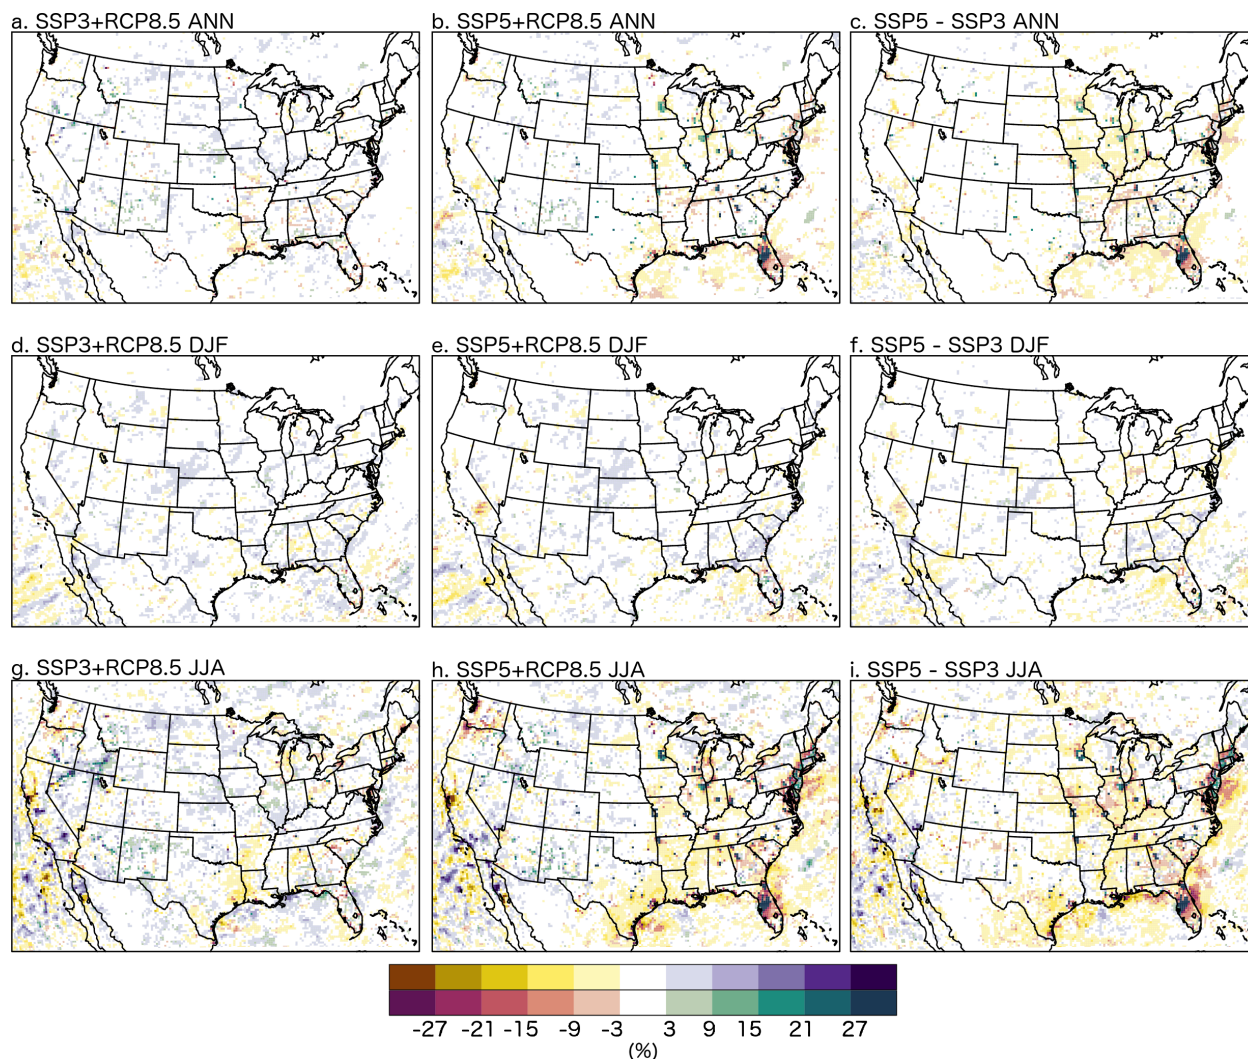 a. SSP3+RCP8.5 ANN
b. SSP5+RCP8.5 ANN
c. SSP5 - SSP3 ANN
d. SSP3+RCP8.5 DJF
e. SSP5+RCP8.5 DJF
f. SSP5 - SSP3 DJF
g. SSP3+RCP8.5 JJA
h. SSP5+RCP8.5 JJA
i. SSP5 - SSP3 JJA
-27 -21 -15 -9 -3 3 9 15 21 27
(%)